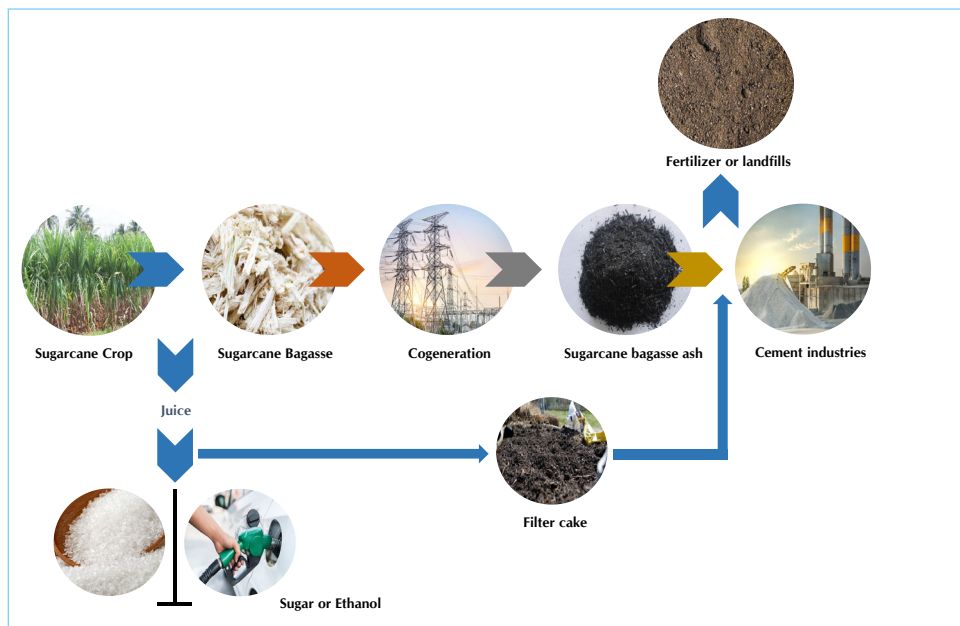 Fertilizer or landfills
Sugarcane Crop
Sugarcane Bagasse
Cogeneration
Sugarcane bagasse ash
Cement industries
Juice
Filter cake
Sugar or Ethanol